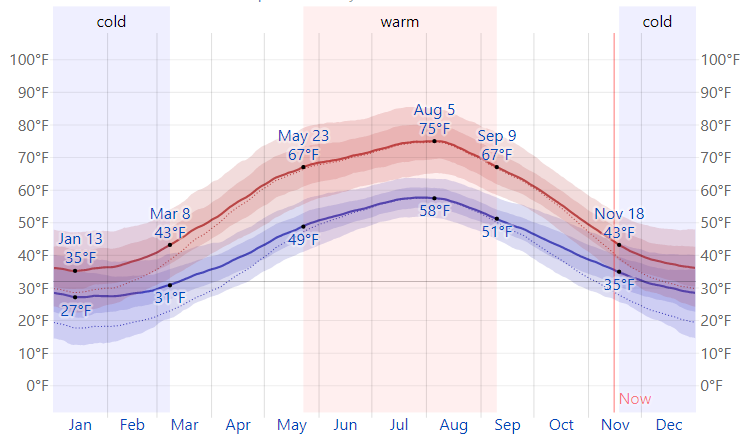 cold
warm
cold
100°F
100°F
90°F
90°F
80°F
80°F
70°F
70°F
60°F
60°F
50°F
50°F
40°F
40°F
30°F
30°F
20°F
20°F
10°F
10°F
0°F
0°F
Jan 13
35°F
27°F
Mar 8
43°F
31°F
May 23
67°F
49°F
Aug 5
75°F
58°F
Sep 9
67°F
51°F
Nov 18
43°F
35°F
Now
Jan Feb Mar Apr May Jun Jul Aug Sep Oct Nov Dec